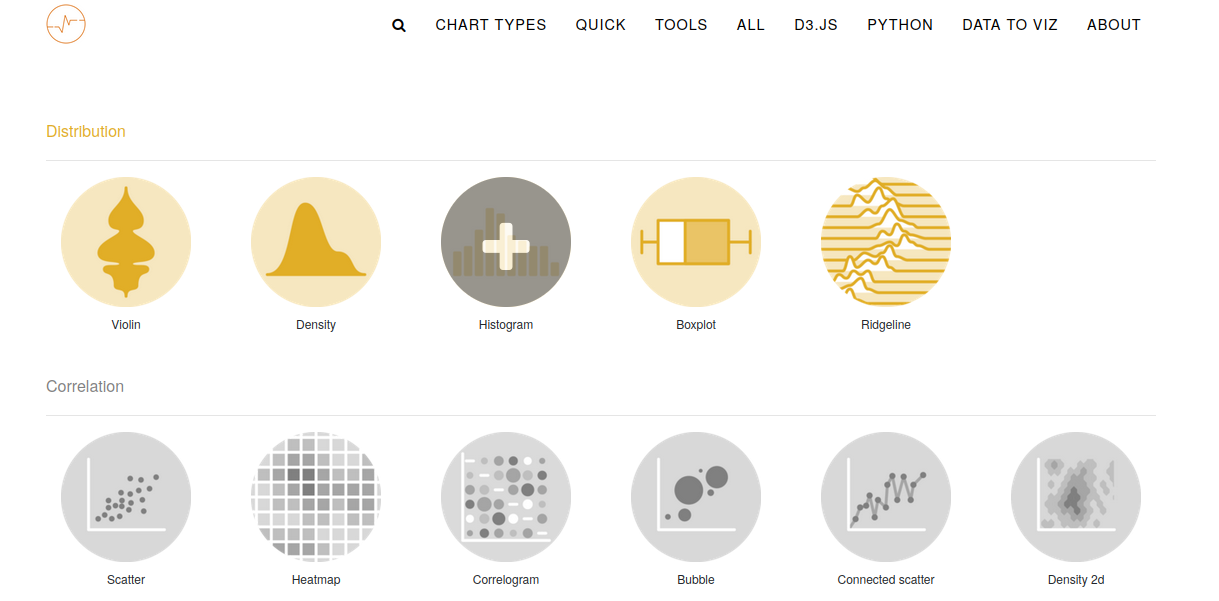 CHART TYPES QUICK TOOLS ALL D3.JS PYTHON DATA TO VIZ ABOUT
Distribution
Violin Density Histogram Boxplot Ridgeline
Correlation
Scatter Heatmap Correlogram Bubble Connected scatter Density 2d